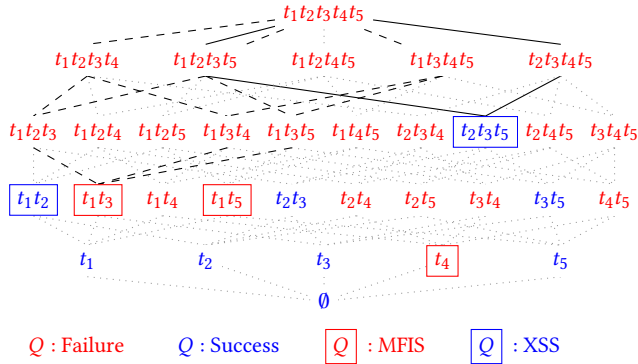 t₁t₂t₃t₄t₅
t₁t₂t₃t₄ t₁t₂t₃t₅ t₁t₂t₄t₅ t₁t₃t₄t₅ t₂t₃t₄t₅
t₁t₂t₃ t₁t₂t₄ t₁t₂t₅ t₁t₃t₄ t₁t₃t₅ t₁t₄t₅ t₂t₃t₄ t₂t₃t₅ t₂t₄t₅ t₃t₄t₅
t₁t₂ t₁t₃ t₁t₄ t₁t₅ t₂t₃ t₂t₄ t₂t₅ t₃t₄ t₃t₅ t₄t₅
t₁ t₂ t₃ t₄ t₅
∅
Q : Failure Q : Success Q : MFIS Q : XSS